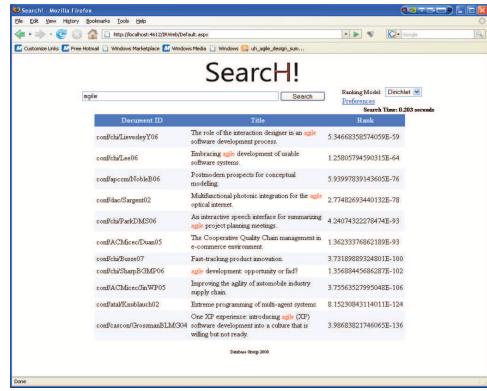 SearcH! - Mozilla Firefox
File Edit View History Bookmarks Tools Help
http://localhost:4612/IRWeb/Default.aspx
Customize Links Free Hotmail Windows Marketplace Windows Media Windows uh_agile_design_sum...
SearcH!
agile Search
Ranking Model: Dirichlet
Preferences
Search Time: 0.203 seconds
Document ID Title Rank
conf/chi/LievesleyY06 The role of the interaction designer in an agile software development process. 5.34668358574059E-59
conf/chi/Lee06 Embracing agile development of usable software systems. 1.25805794590315E-64
conf/apccm/NobleB06 Postmodern prospects for conceptual modelling. 5.93997839143605E-76
conf/dac/Sargent02 Multifunctional photonic integration for the agile optical internet. 2.77482693440132E-78
conf/chi/ParkDMS06 An interactive speech interface for summarizing agile project planning meetings. 4.24074322278474E-93
conf/ACMicec/Duan05 The Cooperative Quality Chain management in e-commerce environment. 1.36233376862189E-93
conf/chi/Busse07 Fast-tracking product innovation. 3.73189889324801E-100
conf/chi/SharpBGMP06 agile development: opportunity or fad? 1.35688445686287E-102
conf/ACMicec/JinWP05 Improving the agility of automobile industry supply chain. 3.75563527995048E-106
conf/atal/Knublauch02 Extreme programming of multi-agent systems. 8.15230843114011E-124
conf/cascon/GrossmanBLMG04 One XP experience: introducing agile (XP) software development into a culture that is willing but not ready. 3.98683821746065E-136
Database Group 2008
Done